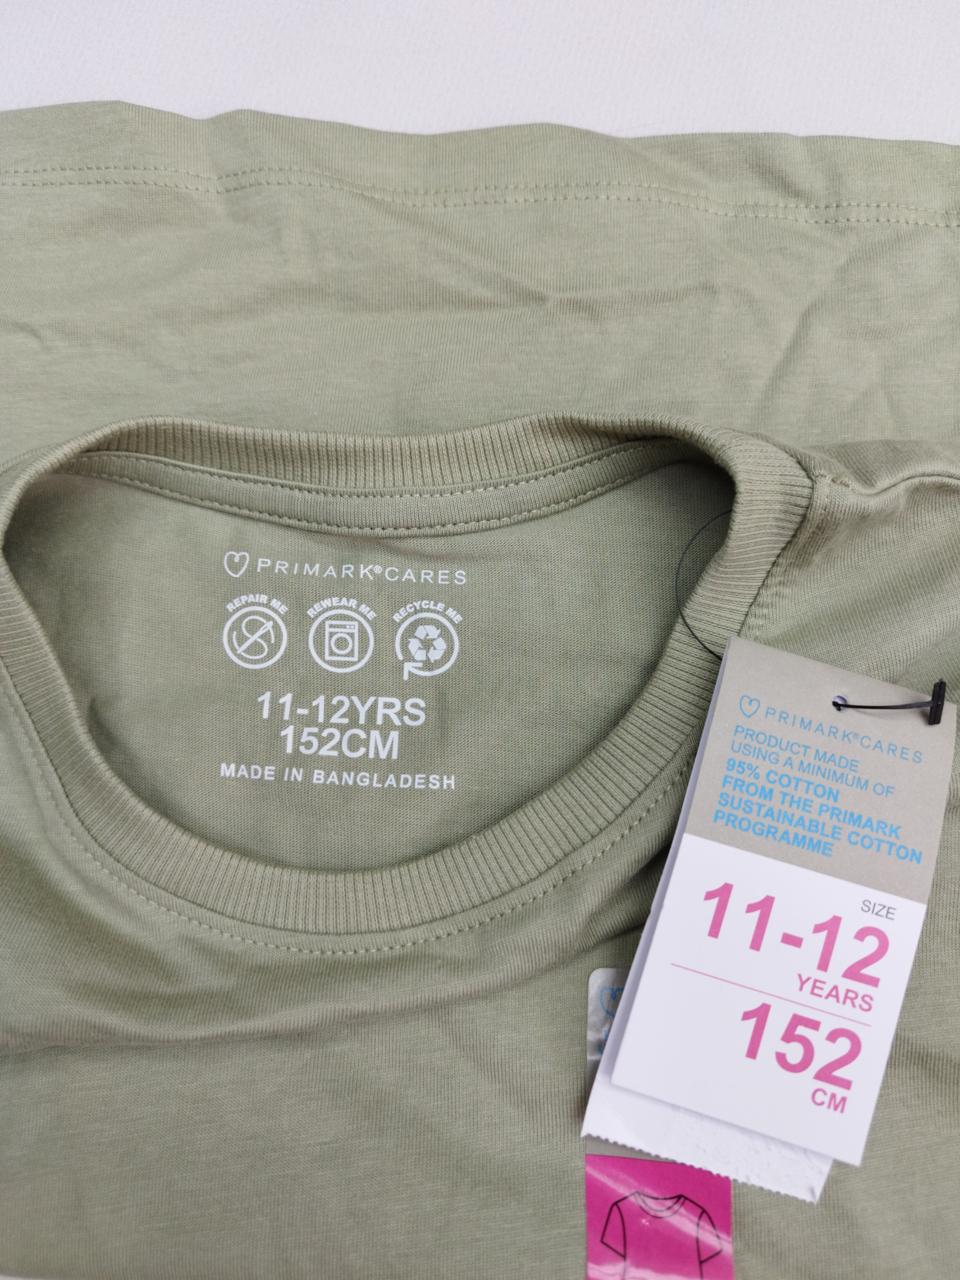 PRIMARK®CARES
REPAIR ME
REWEAR ME
RECYCLE ME
11-12YRS
152CM
MADE IN BANGLADESH
PRIMARK®CARES
PRODUCT MADE
USING A MINIMUM OF
95% COTTON
FROM THE PRIMARK
SUSTAINABLE COTTON
PROGRAMME
SIZE
11-12
YEARS
152
CM